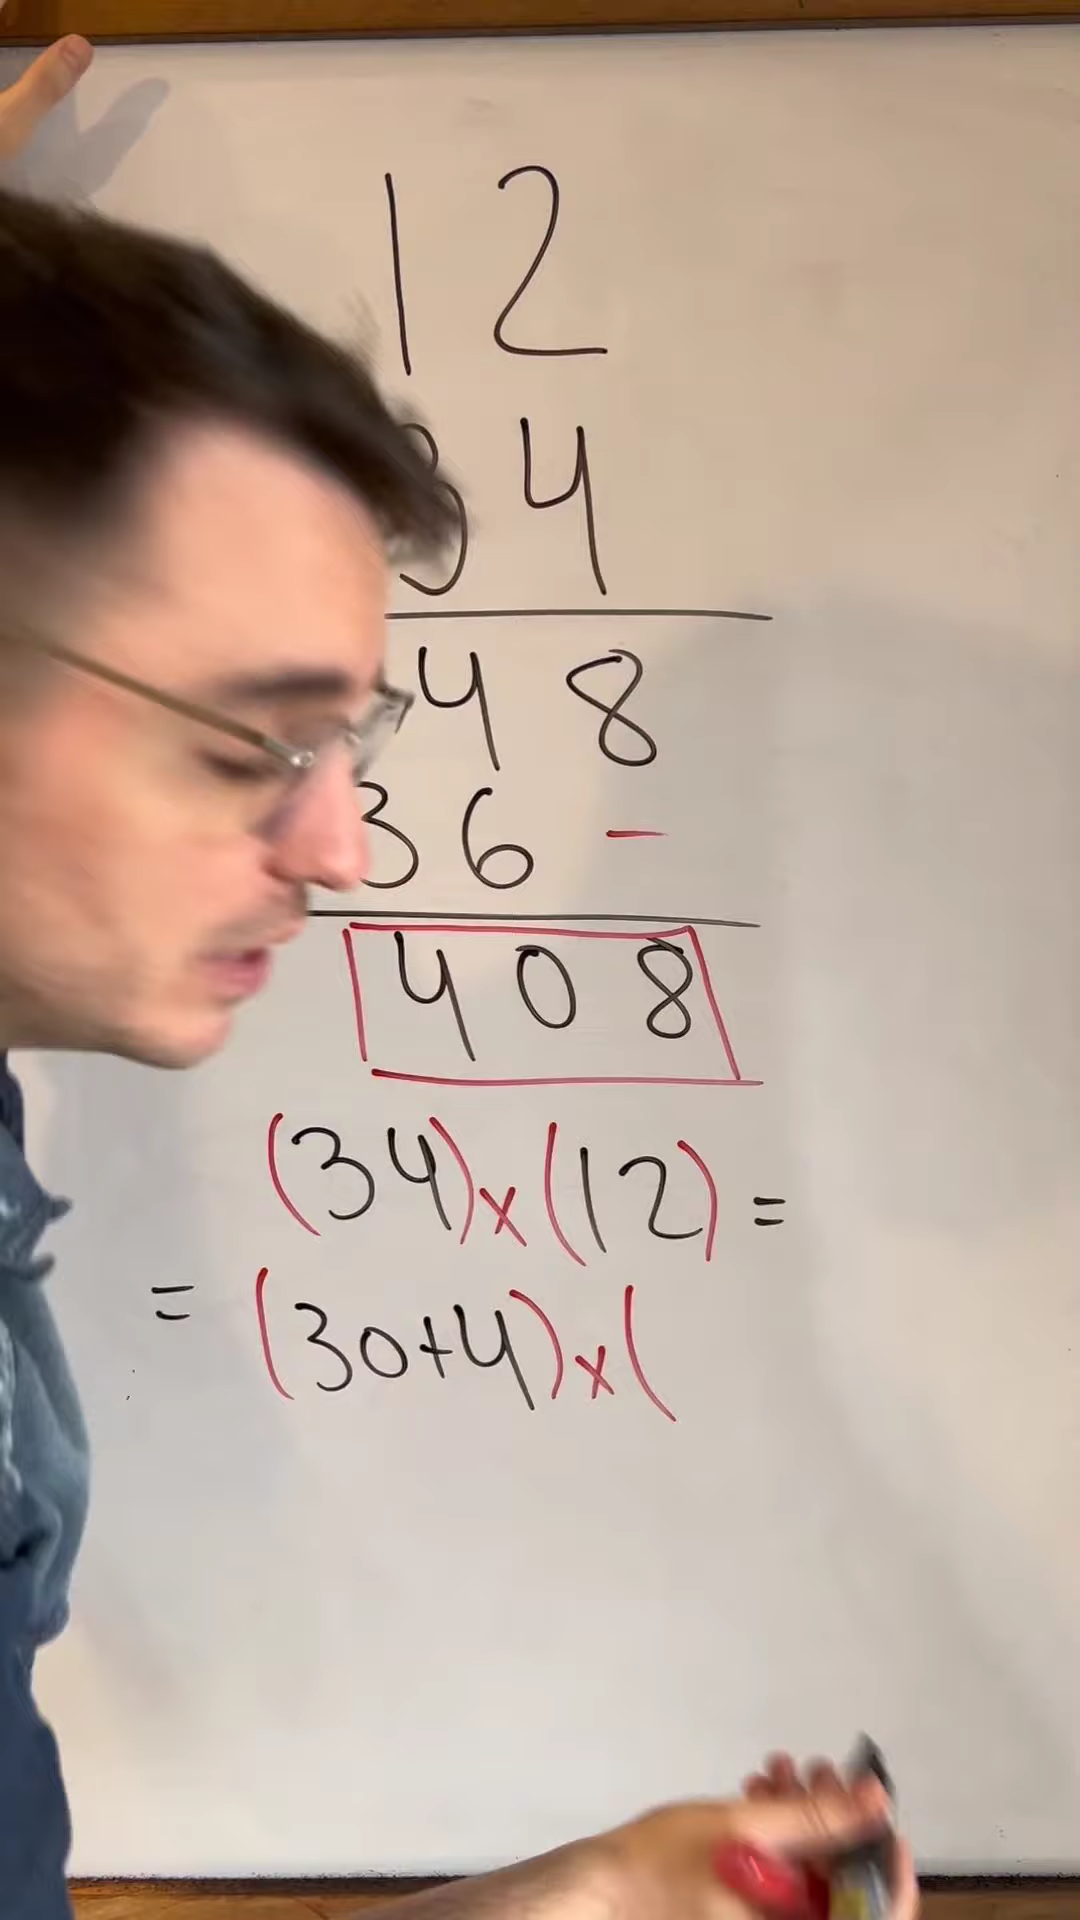 12
34
48
36 -
408
(34)x(12)=
= (30+4)x(